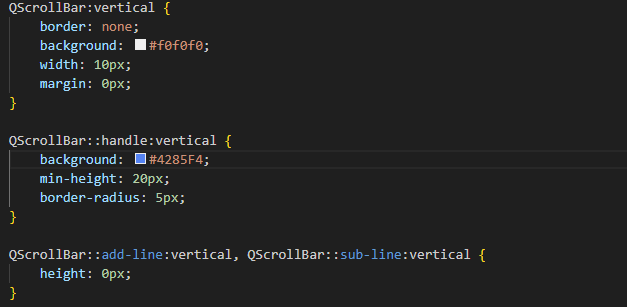 QScrollBar:vertical {
    border: none;
    background: #f0f0f0;
    width: 10px;
    margin: 0px;
}

QScrollBar::handle:vertical {
    background: #4285F4;
    min-height: 20px;
    border-radius: 5px;
}

QScrollBar::add-line:vertical, QScrollBar::sub-line:vertical {
    height: 0px;
}